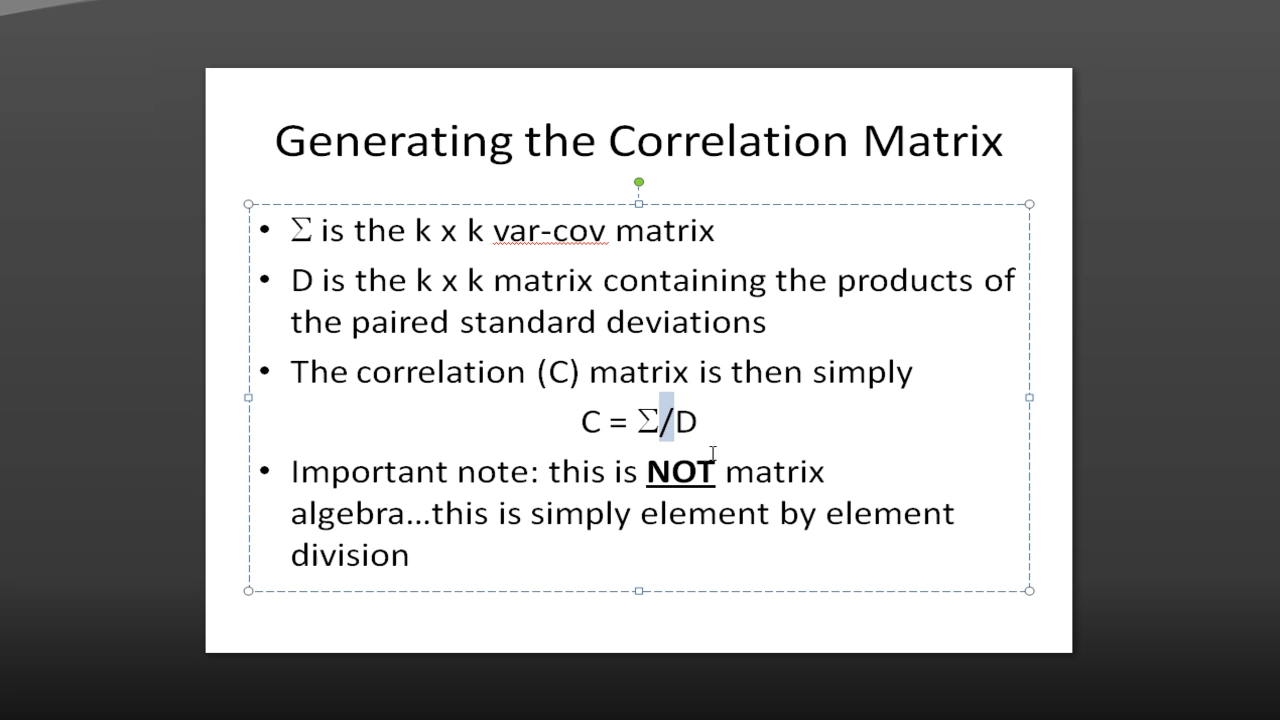 Generating the Correlation Matrix
• Σ is the k x k var-cov matrix
• D is the k x k matrix containing the products of
the paired standard deviations
• The correlation (C) matrix is then simply
C = Σ/D
• Important note: this is NOT matrix
algebra...this is simply element by element
division